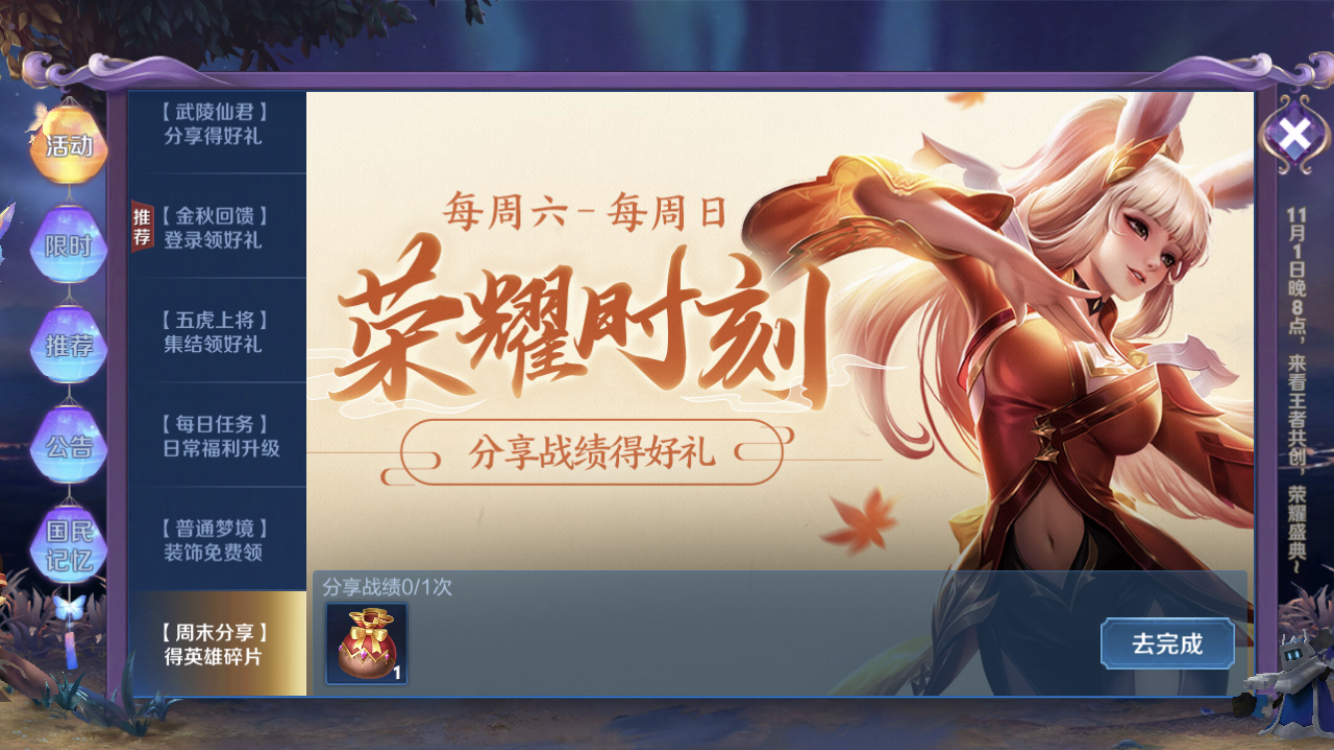 活动
限时
推荐
公告
国民
记忆
【武陵仙君】
分享得好礼
推荐
【金秋回馈】
登录领好礼
【五虎上将】
集结领好礼
【每日任务】
日常福利升级
【普通梦境】
装饰免费领
【周末分享】
得英雄碎片
每周六-每周日
荣耀时刻
分享战绩得好礼
分享战绩0/1次
1
去完成
11月1日晚8点，来看王者共创，荣耀盛典~